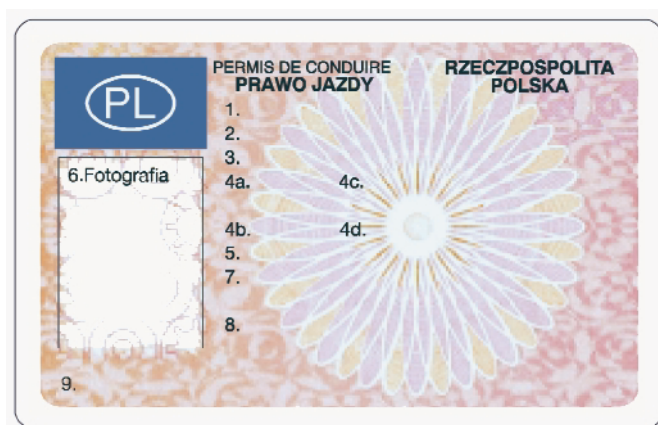 PL
PERMIS DE CONDUIRE
PRAWO JAZDY
RZECZPOSPOLITA
POLSKA
1.
2.
3.
6.Fotografia
4a. 4c.
4b. 4d.
5.
7.
8.
9.